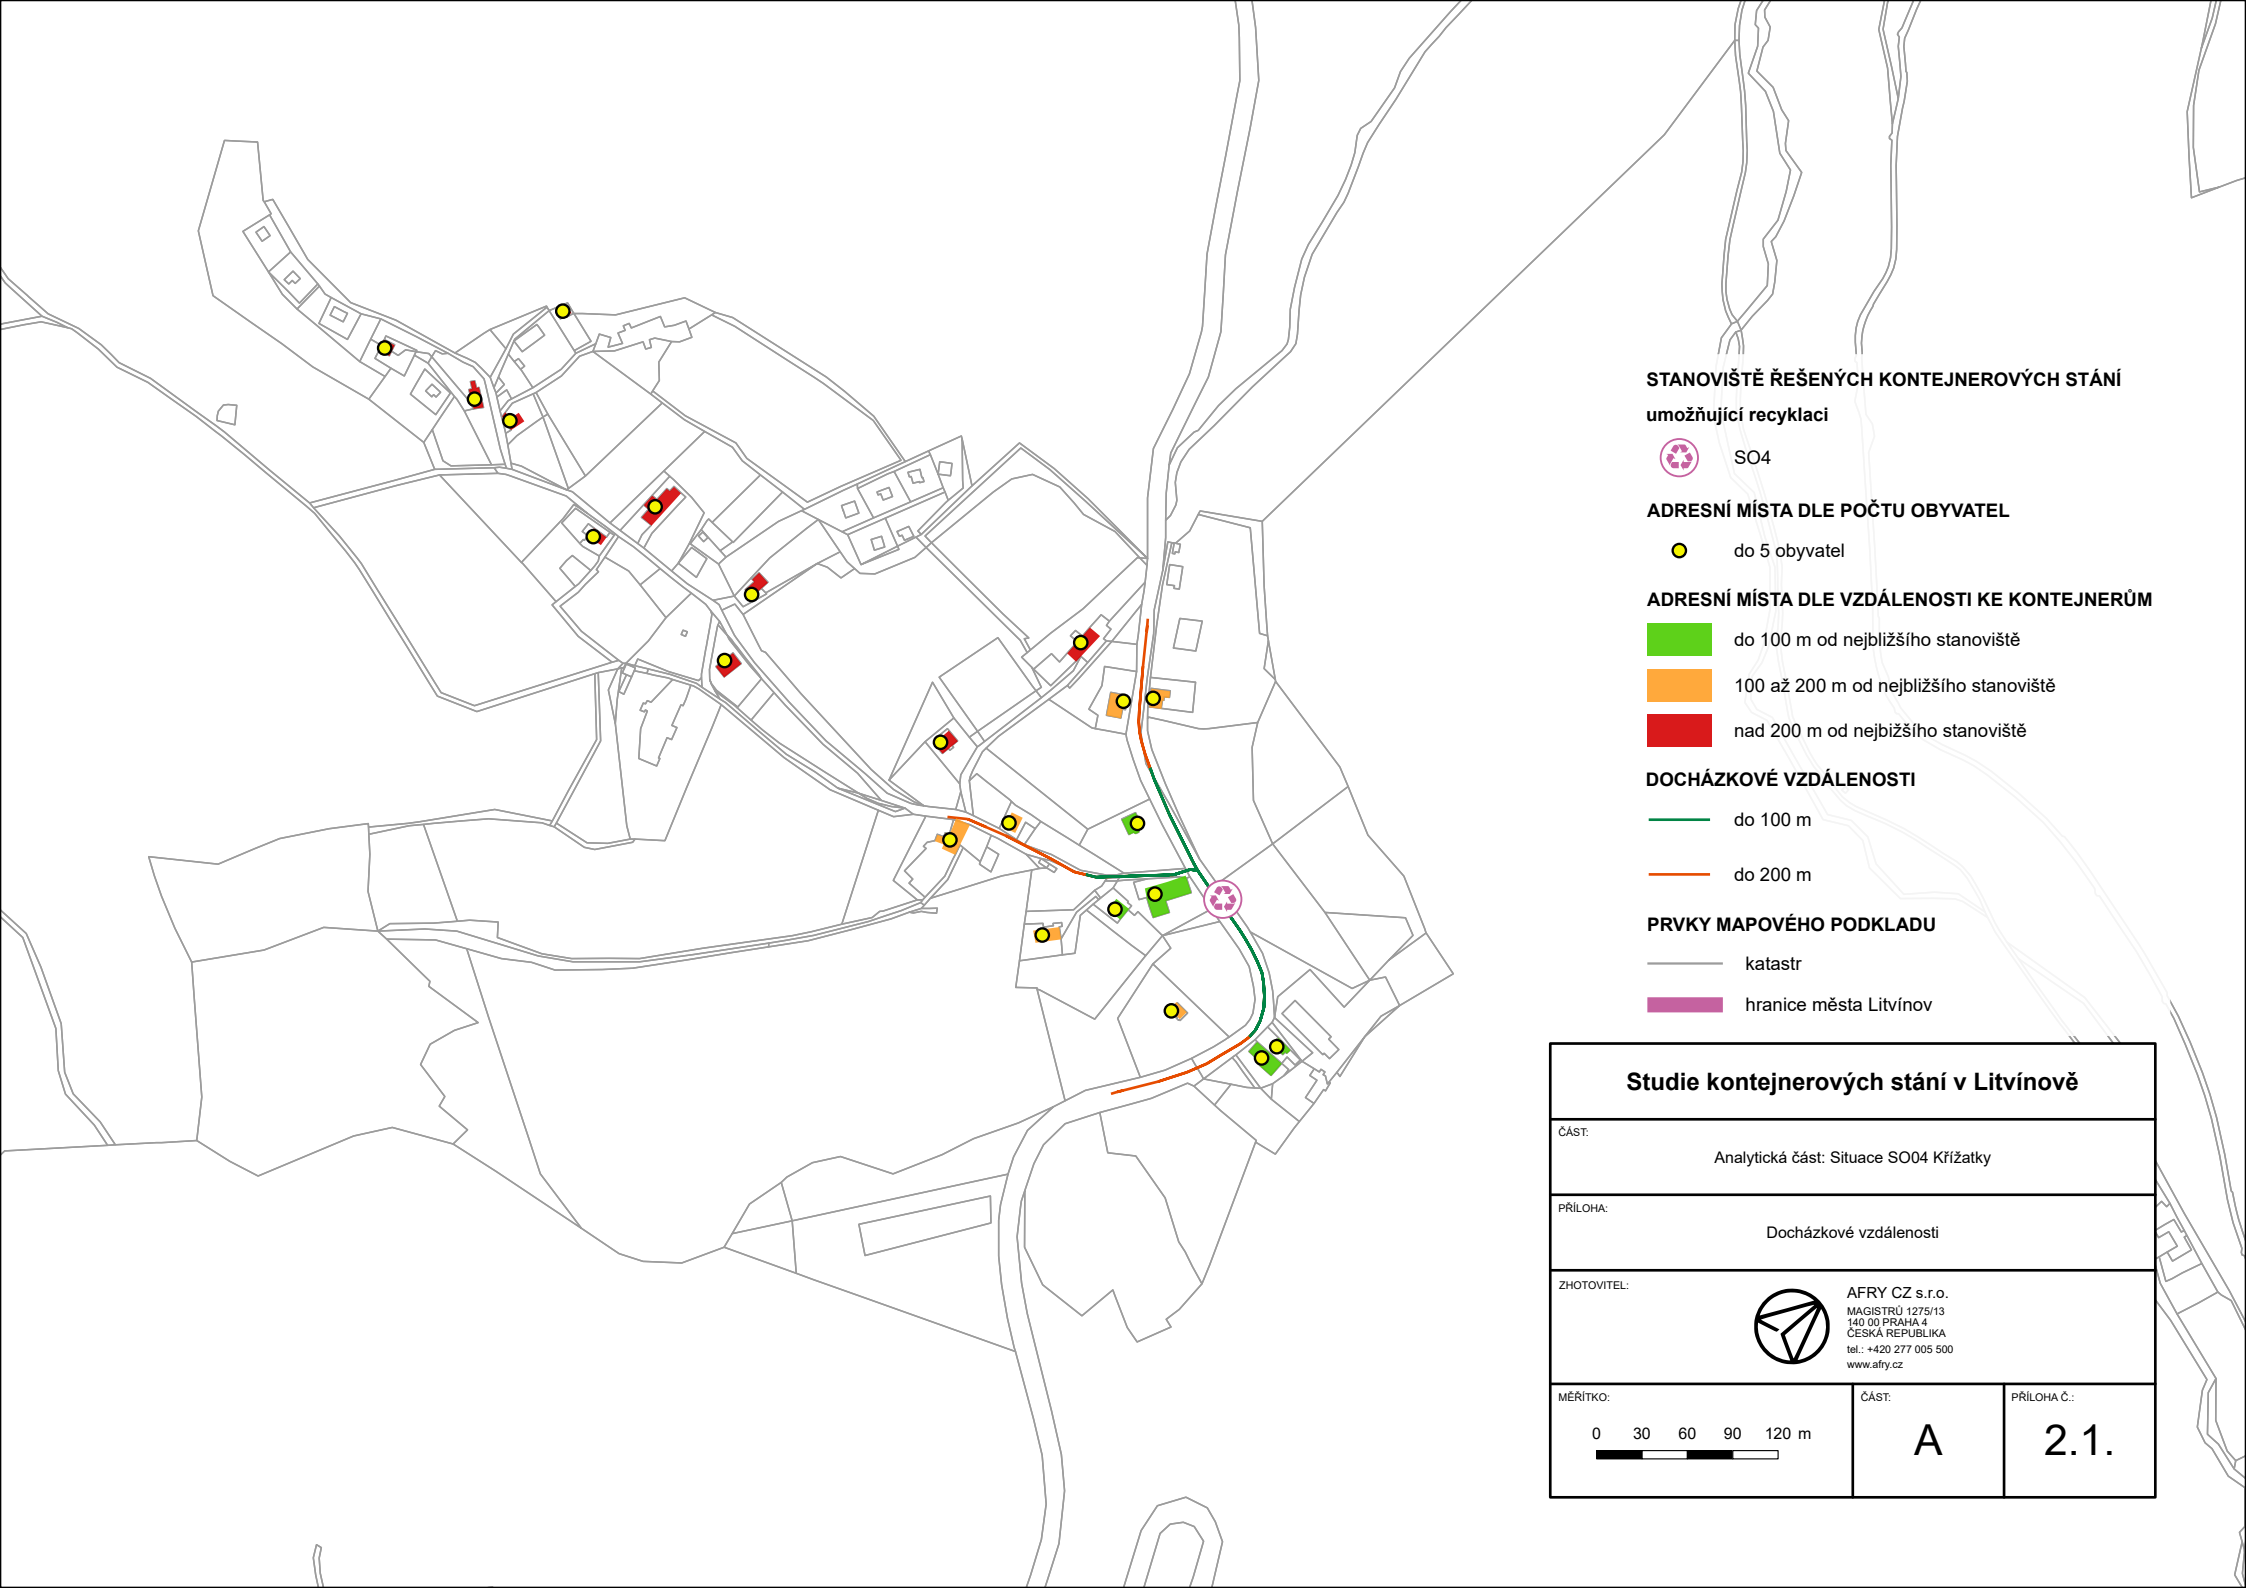 STANOVIŠTĚ ŘEŠENÝCH KONTEJNEROVÝCH STÁNÍ
umožňující recyklaci
SO4
ADRESNÍ MÍSTA DLE POČTU OBYVATEL
do 5 obyvatel
ADRESNÍ MÍSTA DLE VZDÁLENOSTI KE KONTEJNERŮM
do 100 m od nejbližšího stanoviště
100 až 200 m od nejbližšího stanoviště
nad 200 m od nejbižšího stanoviště
DOCHÁZKOVÉ VZDÁLENOSTI
do 100 m
do 200 m
PRVKY MAPOVÉHO PODKLADU
katastr
hranice města Litvínov
Studie kontejnerových stání v Litvínově
ČÁST:
Analytická část: Situace SO04 Křížatky
PŘÍLOHA:
Docházkové vzdálenosti
ZHOTOVITEL:
AFRY CZ s.r.o.
MAGISTRŮ 1275/13
140 00 PRAHA 4
ČESKÁ REPUBLIKA
tel.: +420 277 005 500
www.afry.cz
MĚŘÍTKO:
0 30 60 90 120 m
ČÁST:
A
PŘÍLOHA Č.:
2.1.